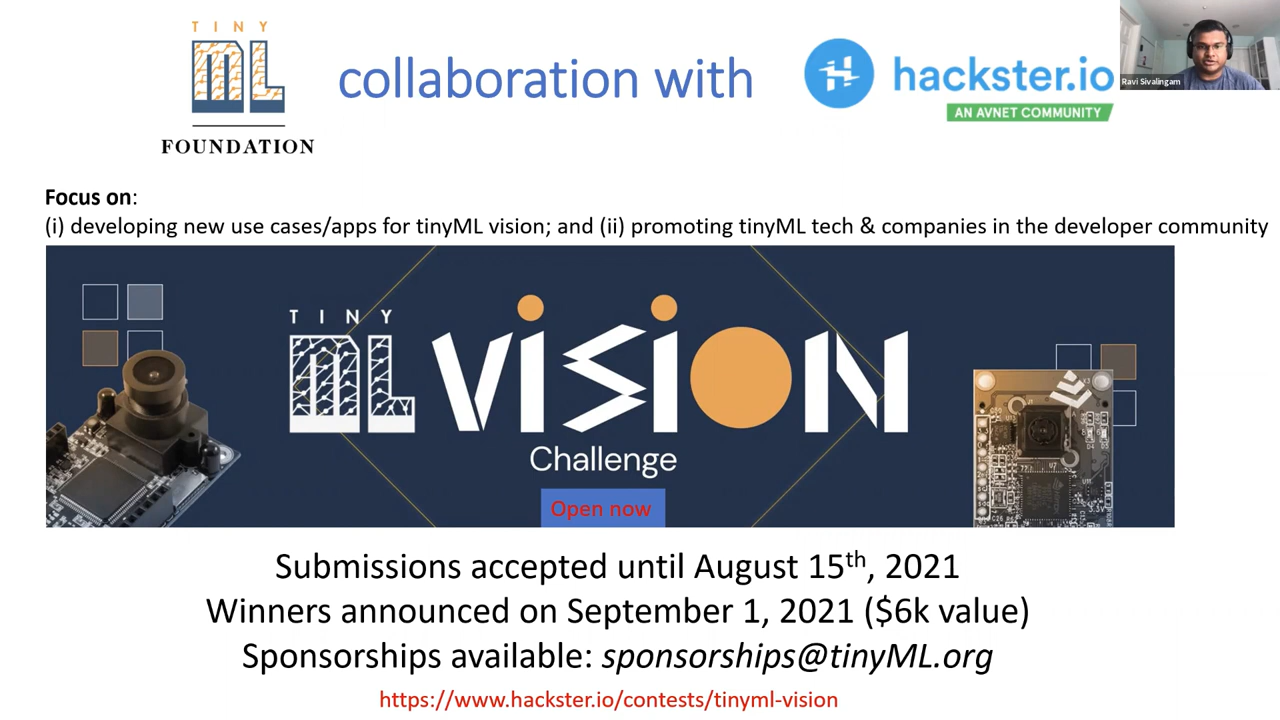 TINY
ML
FOUNDATION
collaboration with
hackster.io
AN AVNET COMMUNITY
Ravi Sivalingam
Focus on:
(i) developing new use cases/apps for tinyML vision; and (ii) promoting tinyML tech & companies in the developer community
TINY
ML VISION
Challenge
Open now
Submissions accepted until August 15th, 2021
Winners announced on September 1, 2021 ($6k value)
Sponsorships available: sponsorships@tinyML.org
https://www.hackster.io/contests/tinyml-vision